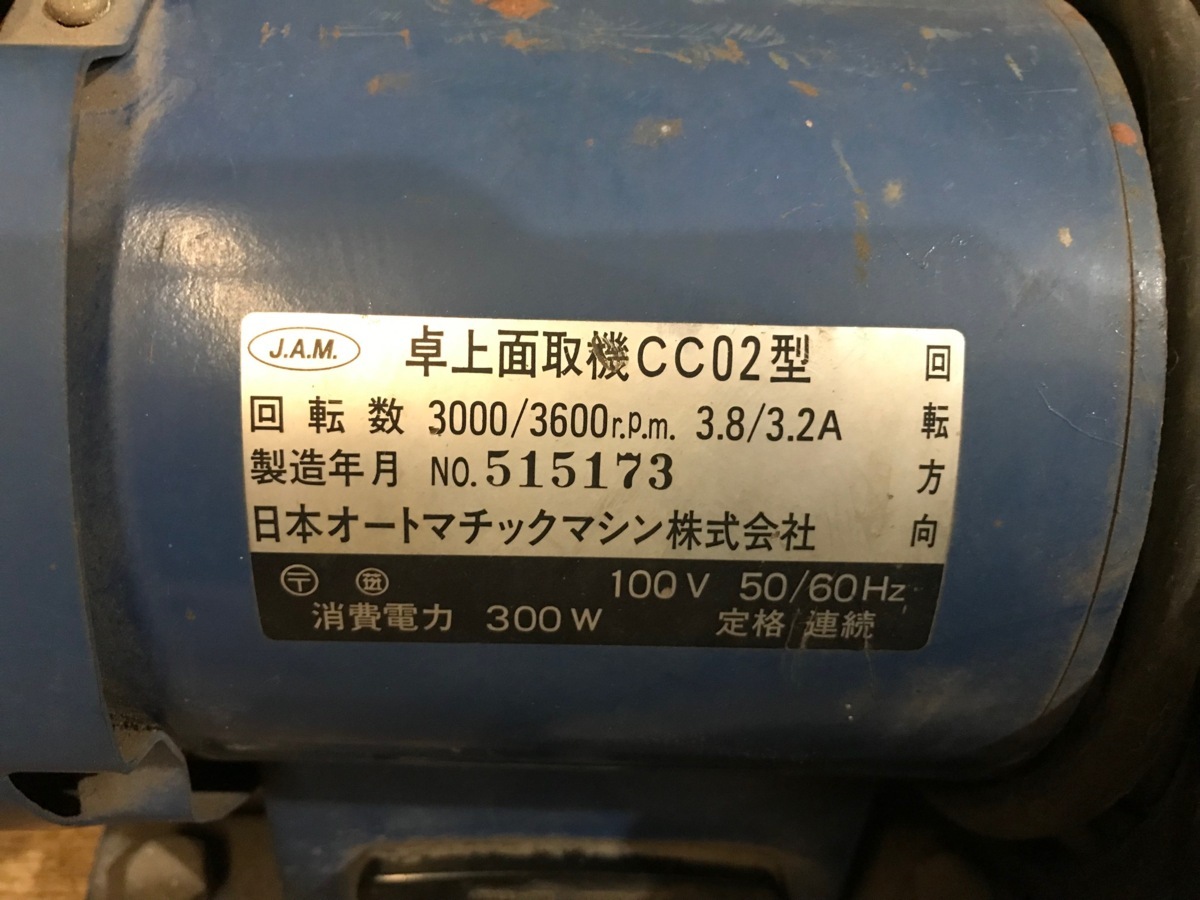 J.A.M. 卓上面取機CC02型
回転数 3000/3600r.p.m. 3.8/3.2A
製造年月 NO.515173
日本オートマチックマシン株式会社
回転方向
〒 100V 50/60Hz
消費電力 300W 定格 連続